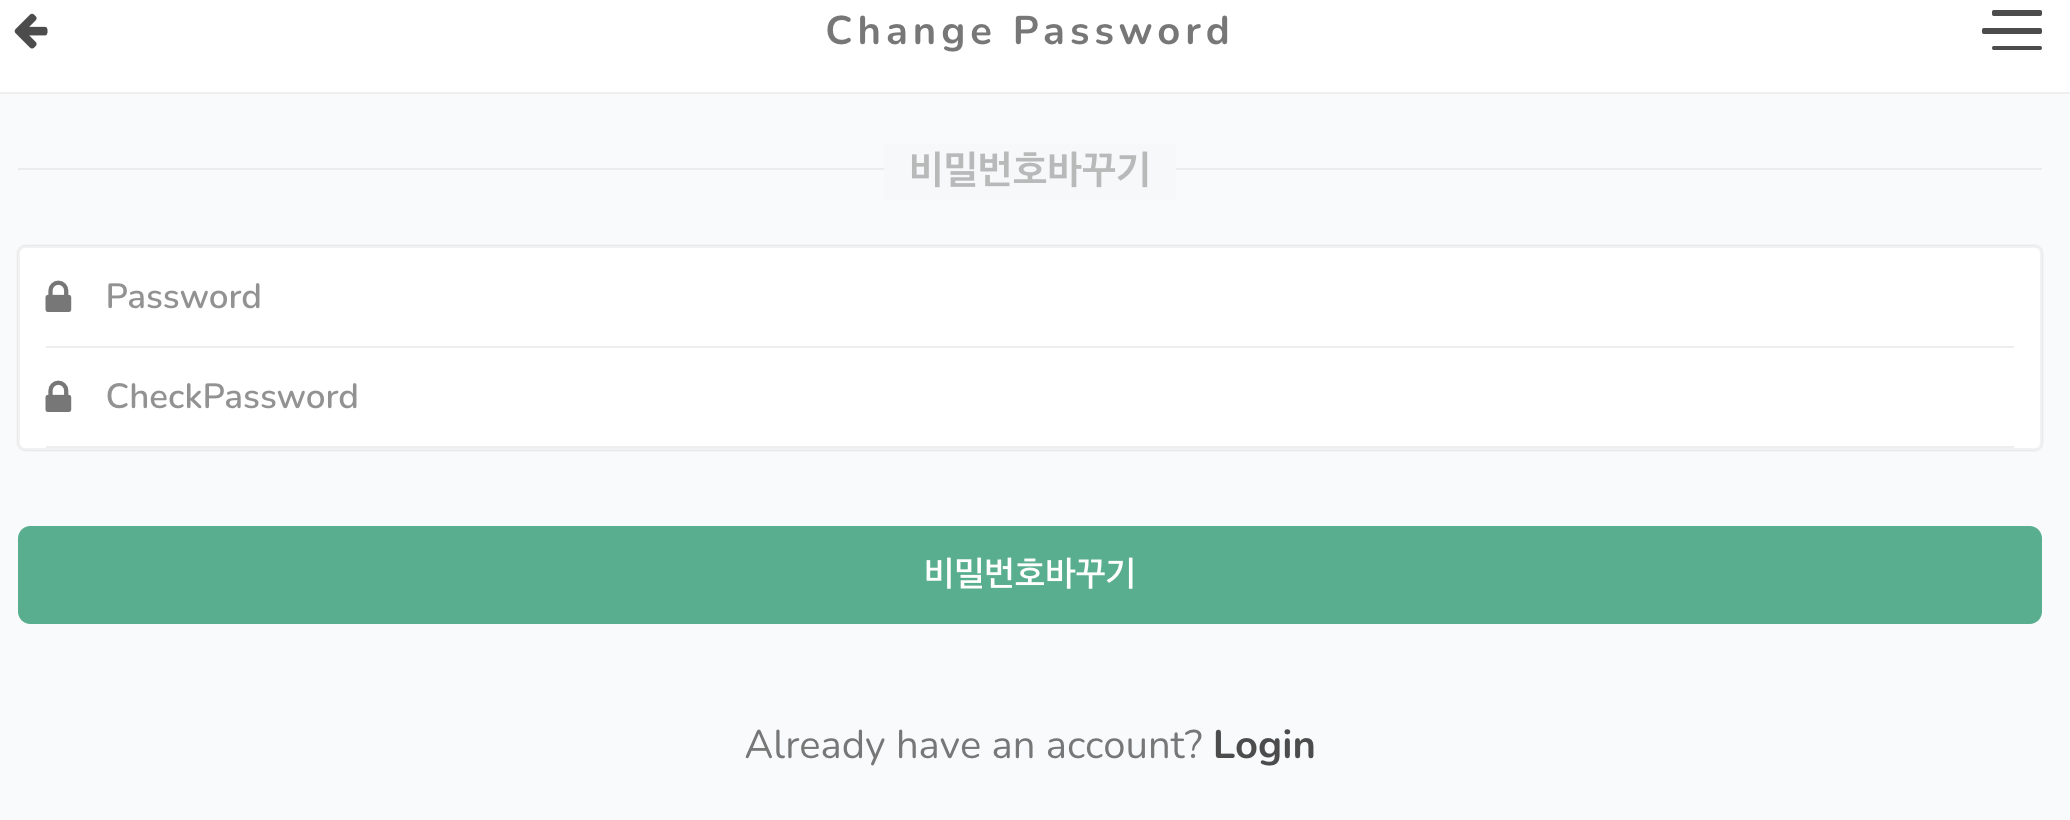 Change Password
비밀번호바꾸기
Password
CheckPassword
비밀번호바꾸기
Already have an account? Login